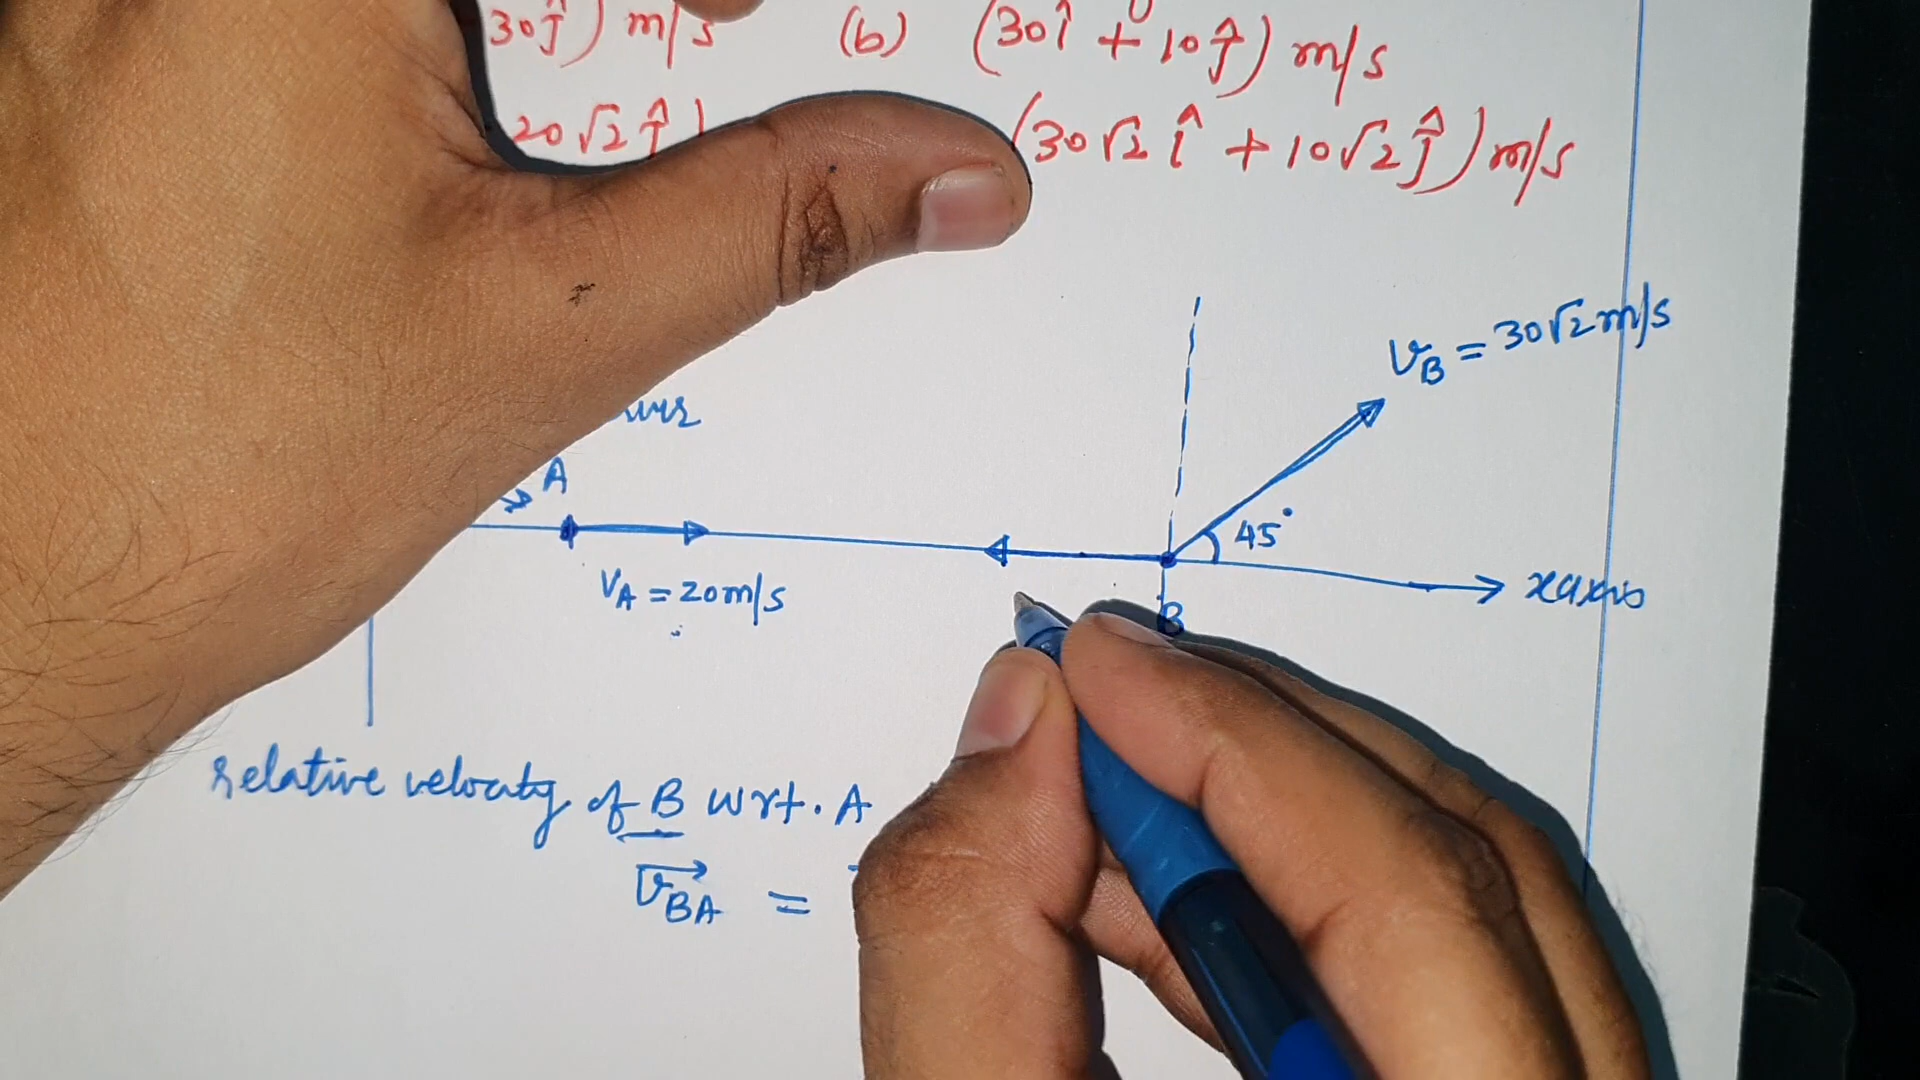 30ĵ) m/s (b) (30î + 10ĵ) m/s
20√2 ĵ) (30√2 î + 10√2 ĵ) m/s
V_B = 30√2 m/s
A
45°
V_A = 20m/s
x axis
B
relative velocity of B wrt. A
V⃗_BA =